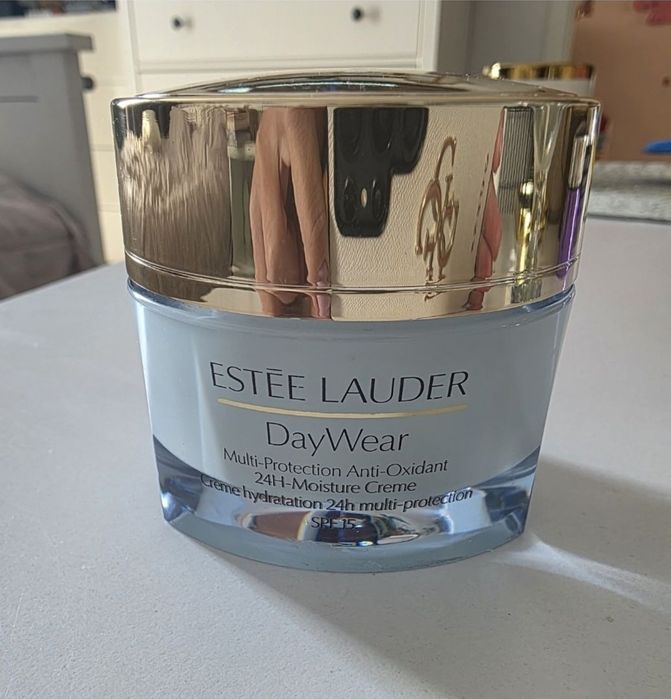 ESTĒE LAUDER
DayWear
Multi-Protection Anti-Oxidant
24H-Moisture Creme
Crème hydratation 24h multi-protection
SPF 15